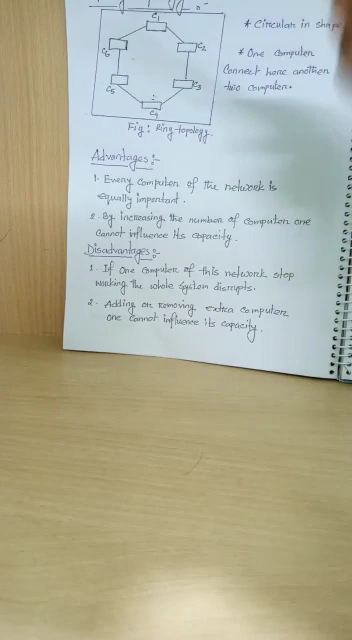 C1
C2
C3
C4
C5
C6
Fig: Ring topology.
* Circular in shape
* One computer
connect here another
two computer.
Advantages:-
1. Every computer of the network is
equally important.
2. By increasing the number of computer one
cannot influence its capacity.
Disadvantages:-
1. If one computer of this network stop
working the whole system disrupts.
2. Adding or removing extra computer
one cannot influence its capacity.